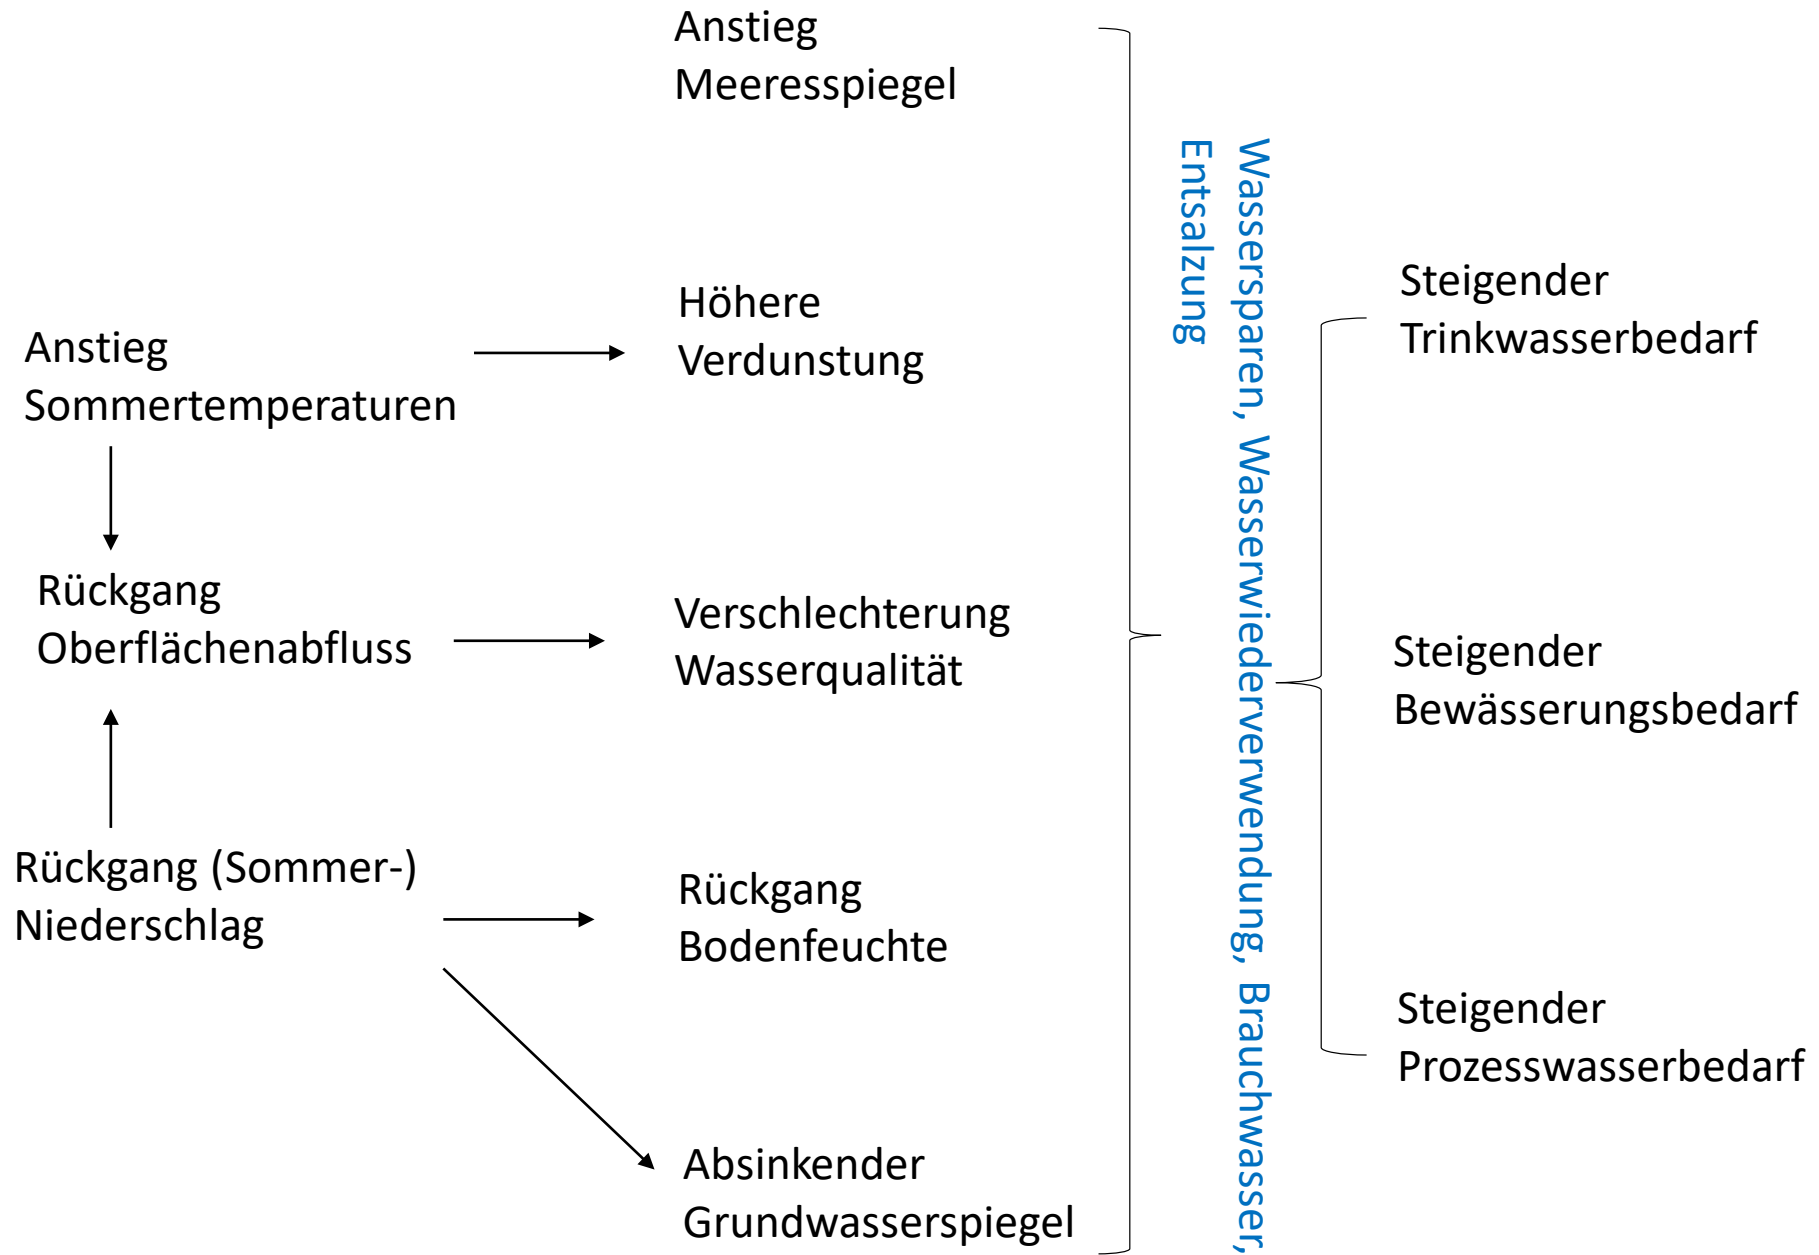 Anstieg
Meeresspiegel
Anstieg
Sommertemperaturen
Höhere
Verdunstung
Rückgang
Oberflächenabfluss
Verschlechterung
Wasserqualität
Rückgang (Sommer-)
Niederschlag
Rückgang
Bodenfeuchte
Absinkender
Grundwasserspiegel
Wassersparen, Wasserwiederverwendung, Brauchwasser,
Entsalzung
Steigender
Trinkwasserbedarf
Steigender
Bewässerungsbedarf
Steigender
Prozesswasserbedarf